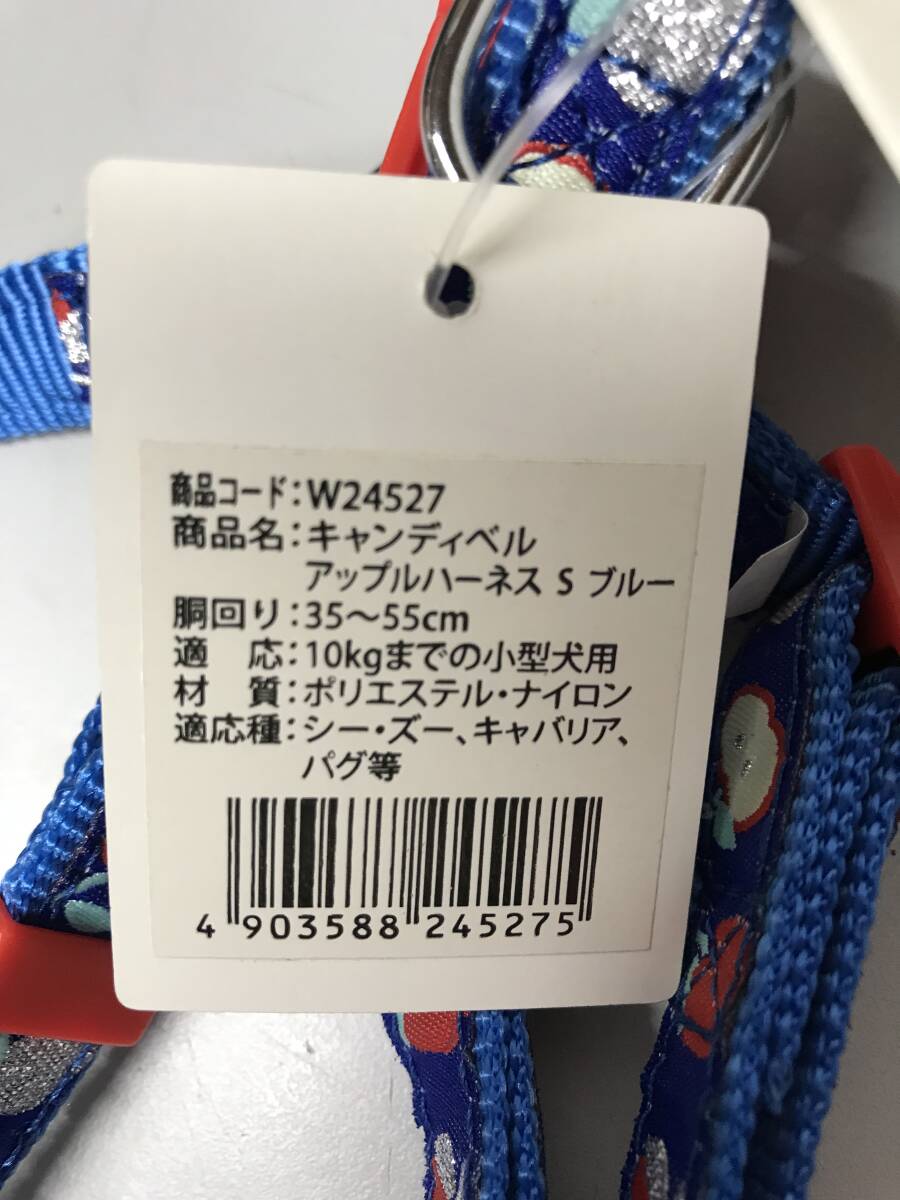 商品コード：W24527
商品名：キャンディベル
アップルハーネス S ブルー
胴回り：35〜55cm
適　応：10kgまでの小型犬用
材　質：ポリエステル・ナイロン
適応種：シー・ズー、キャバリア、
パグ等
4 903588 245275